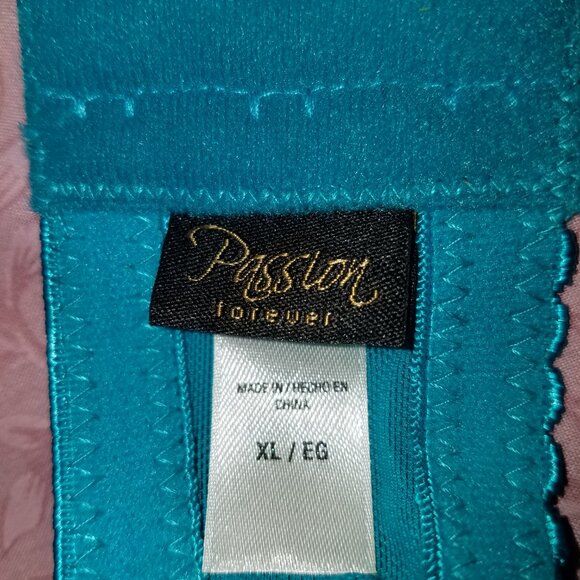 Passion
forever
MADE IN / HECHO EN
CHINA
XL / EG